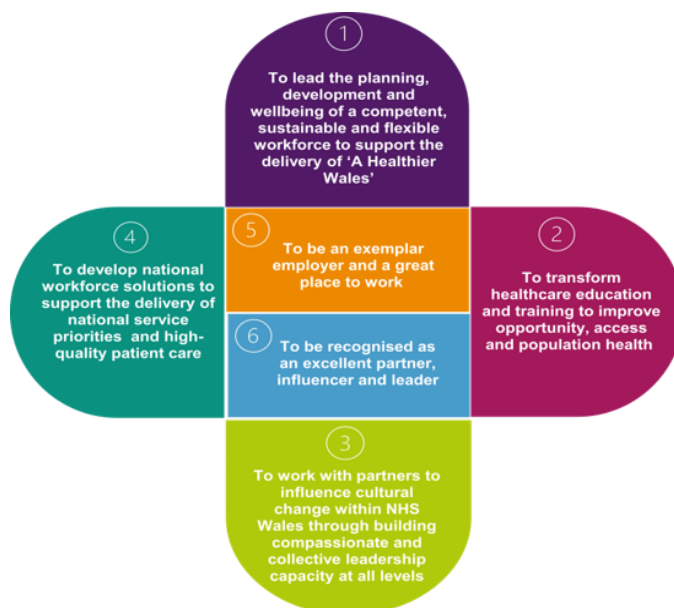 1
To lead the planning,
development and
wellbeing of a competent,
sustainable and flexible
workforce to support the
delivery of ‘A Healthier
Wales’
4
To develop national
workforce solutions to
support the delivery of
national service
priorities and high-
quality patient care
5
To be an exemplar
employer and a great
place to work
2
To transform
healthcare education
and training to improve
opportunity, access
and population health
6
To be recognised as
an excellent partner,
influencer and leader
3
To work with partners to
influence cultural
change within NHS
Wales through building
compassionate and
collective leadership
capacity at all levels